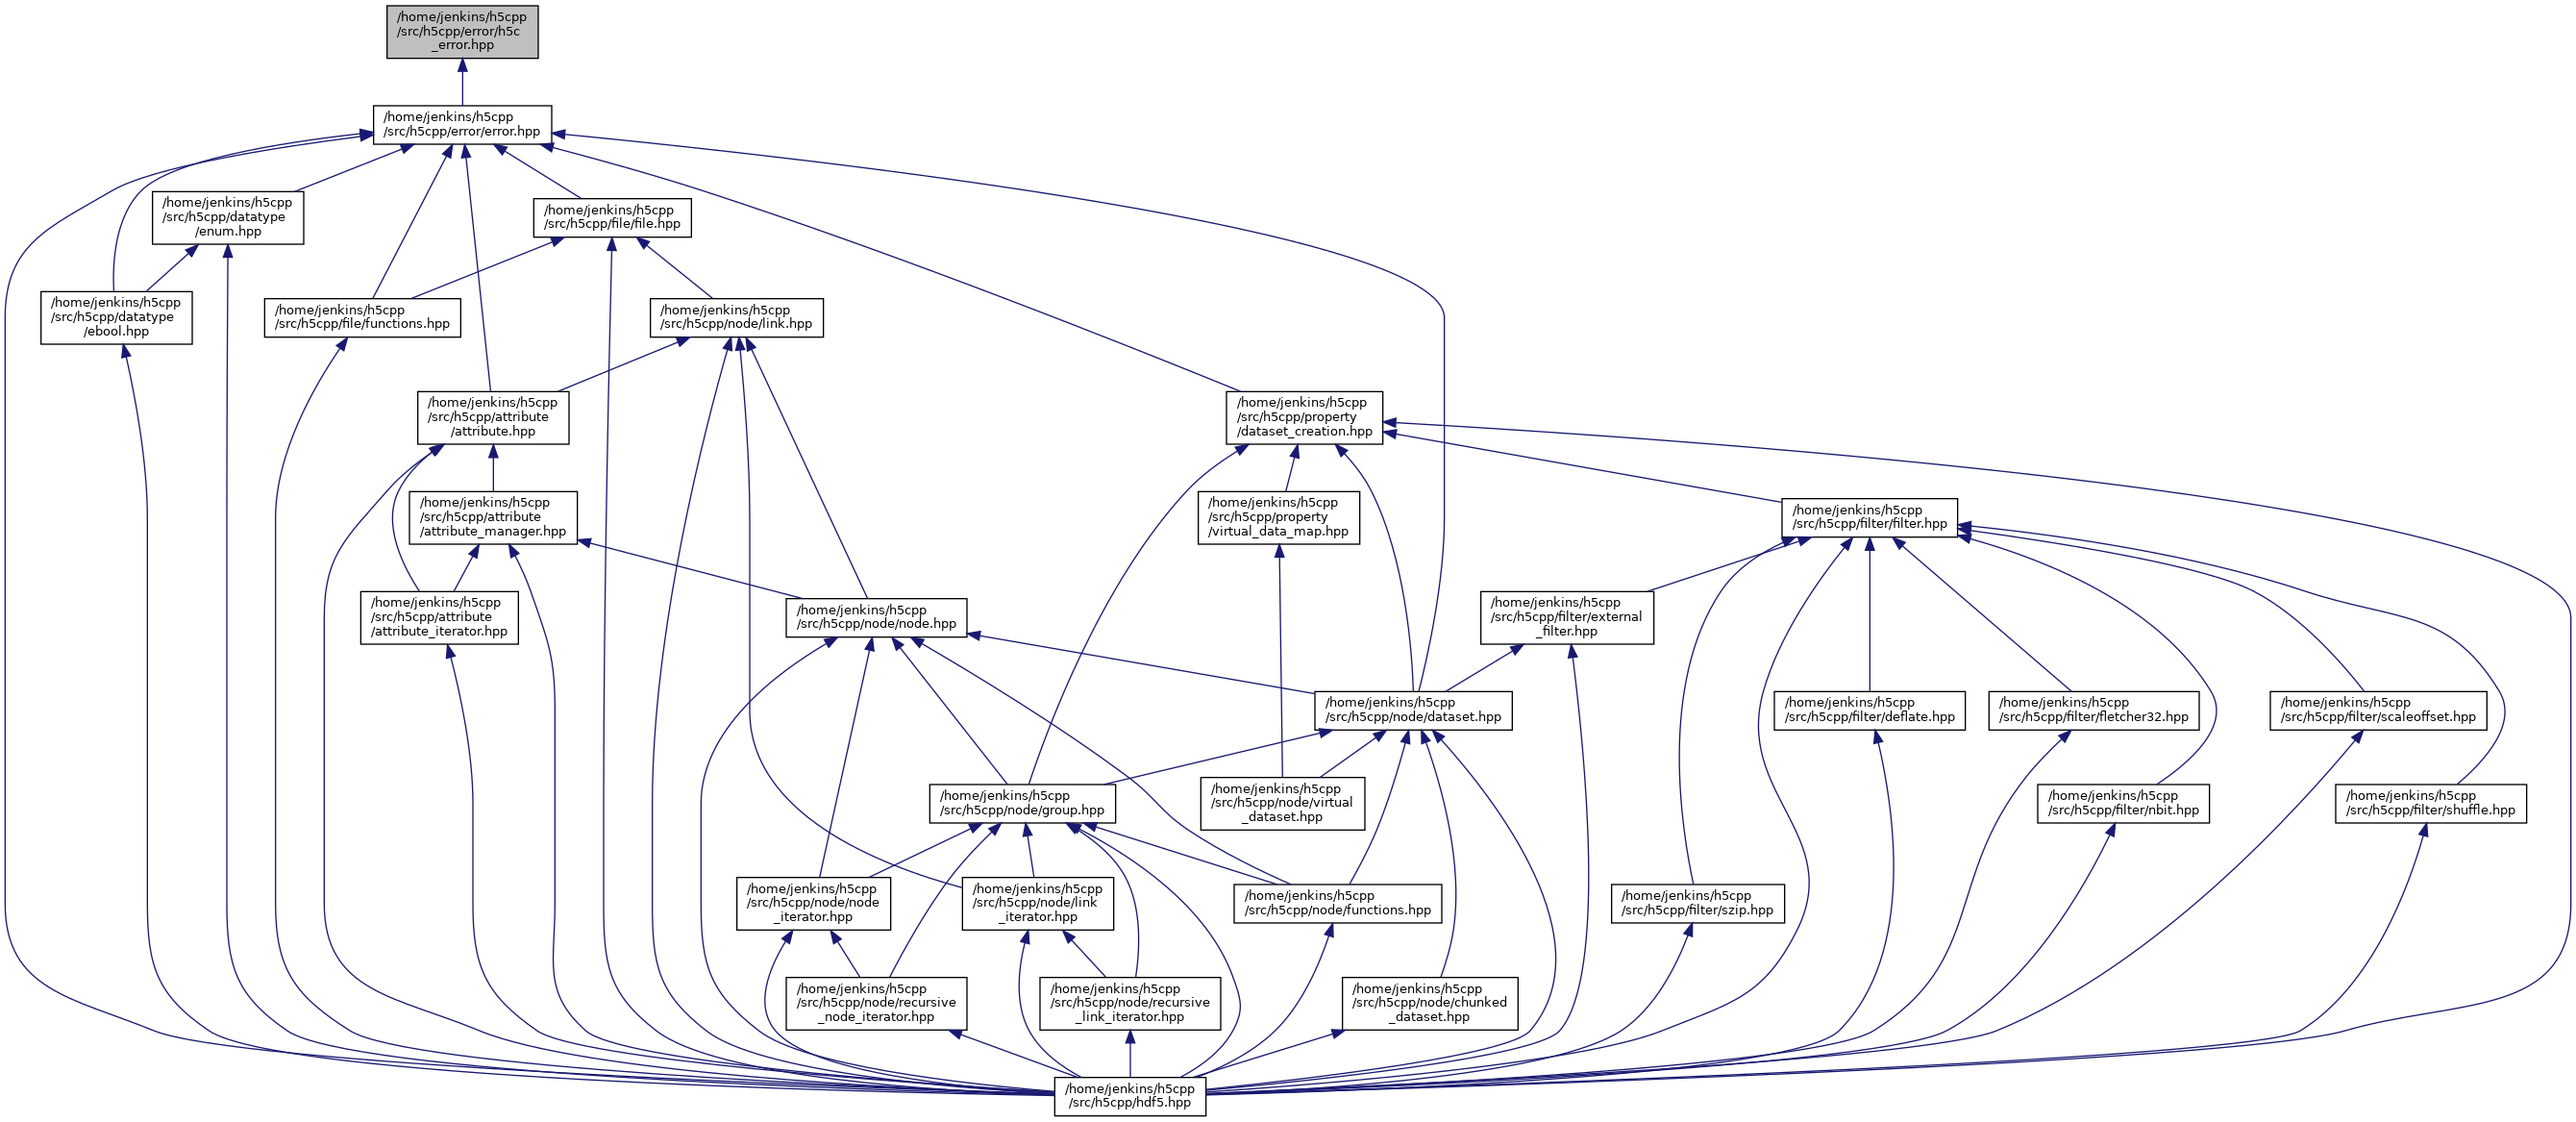 /home/jenkins/h5cpp
/src/h5cpp/error/h5c
_error.hpp
/home/jenkins/h5cpp
/src/h5cpp/error/error.hpp
/home/jenkins/h5cpp
/src/h5cpp/datatype
/enum.hpp
/home/jenkins/h5cpp
/src/h5cpp/file/file.hpp
/home/jenkins/h5cpp
/src/h5cpp/datatype
/ebool.hpp
/home/jenkins/h5cpp
/src/h5cpp/file/functions.hpp
/home/jenkins/h5cpp
/src/h5cpp/node/link.hpp
/home/jenkins/h5cpp
/src/h5cpp/attribute
/attribute.hpp
/home/jenkins/h5cpp
/src/h5cpp/property
/dataset_creation.hpp
/home/jenkins/h5cpp
/src/h5cpp/attribute
/attribute_manager.hpp
/home/jenkins/h5cpp
/src/h5cpp/property
/virtual_data_map.hpp
/home/jenkins/h5cpp
/src/h5cpp/filter/filter.hpp
/home/jenkins/h5cpp
/src/h5cpp/attribute
/attribute_iterator.hpp
/home/jenkins/h5cpp
/src/h5cpp/node/node.hpp
/home/jenkins/h5cpp
/src/h5cpp/filter/external
_filter.hpp
/home/jenkins/h5cpp
/src/h5cpp/node/dataset.hpp
/home/jenkins/h5cpp
/src/h5cpp/filter/deflate.hpp
/home/jenkins/h5cpp
/src/h5cpp/filter/fletcher32.hpp
/home/jenkins/h5cpp
/src/h5cpp/filter/scaleoffset.hpp
/home/jenkins/h5cpp
/src/h5cpp/node/group.hpp
/home/jenkins/h5cpp
/src/h5cpp/node/virtual
_dataset.hpp
/home/jenkins/h5cpp
/src/h5cpp/filter/nbit.hpp
/home/jenkins/h5cpp
/src/h5cpp/filter/shuffle.hpp
/home/jenkins/h5cpp
/src/h5cpp/node/node
_iterator.hpp
/home/jenkins/h5cpp
/src/h5cpp/node/link
_iterator.hpp
/home/jenkins/h5cpp
/src/h5cpp/node/functions.hpp
/home/jenkins/h5cpp
/src/h5cpp/filter/szip.hpp
/home/jenkins/h5cpp
/src/h5cpp/node/recursive
_node_iterator.hpp
/home/jenkins/h5cpp
/src/h5cpp/node/recursive
_link_iterator.hpp
/home/jenkins/h5cpp
/src/h5cpp/node/chunked
_dataset.hpp
/home/jenkins/h5cpp
/src/h5cpp/hdf5.hpp